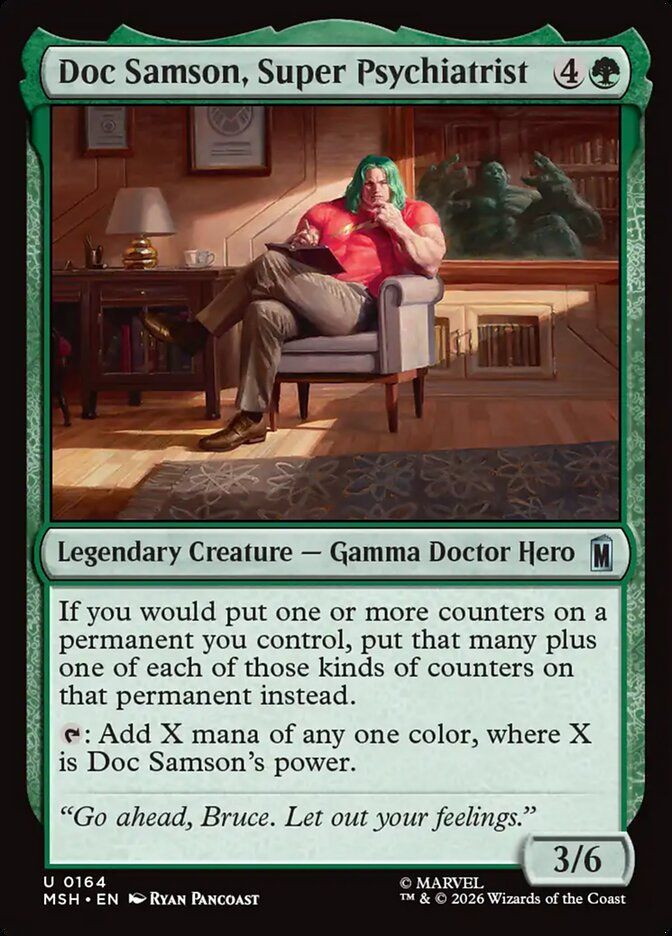 Doc Samson, Super Psychiatrist 4
Legendary Creature — Gamma Doctor Hero M
If you would put one or more counters on a
permanent you control, put that many plus
one of each of those kinds of counters on
that permanent instead.
: Add X mana of any one color, where X
is Doc Samson's power.
“Go ahead, Bruce. Let out your feelings.”
3/6
U 0164
MSH • EN Ryan Pancoast
© MARVEL
™ & © 2026 Wizards of the Coast